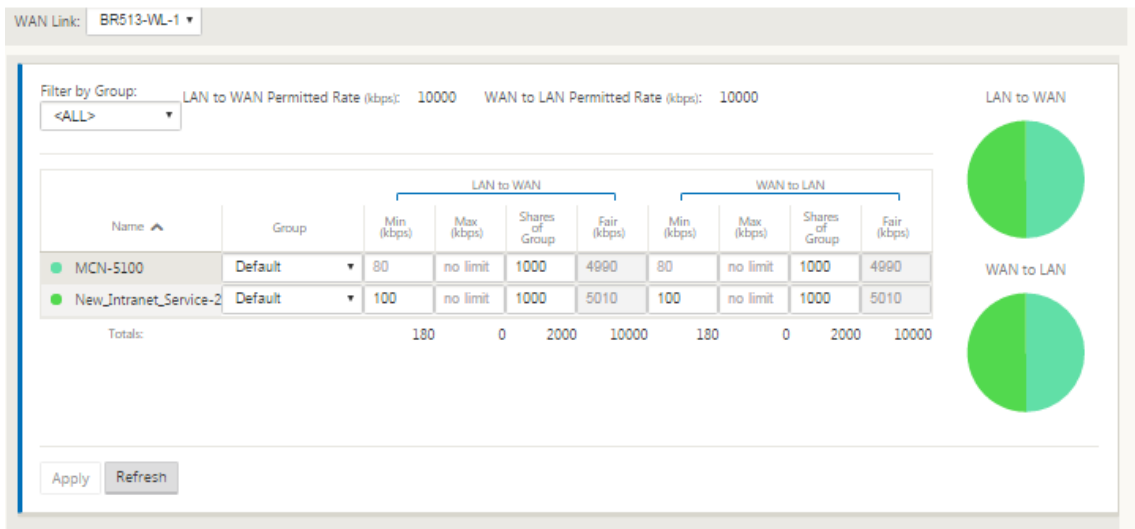 WAN Link: BR513-WL-1
Filter by Group:
<ALL>
LAN to WAN Permitted Rate (kbps): 10000 WAN to LAN Permitted Rate (kbps): 10000
LAN to WAN
LAN to WAN WAN to LAN
Name Group Min (kbps) Max (kbps) Shares of Group Fair (kbps) Min (kbps) Max (kbps) Shares of Group Fair (kbps)
MCN-5100 Default 80 no limit 1000 4990 80 no limit 1000 4990
New_Intranet_Service-2 Default 100 no limit 1000 5010 100 no limit 1000 5010
Totals: 180 0 2000 10000 180 0 2000 10000
WAN to LAN
Apply Refresh